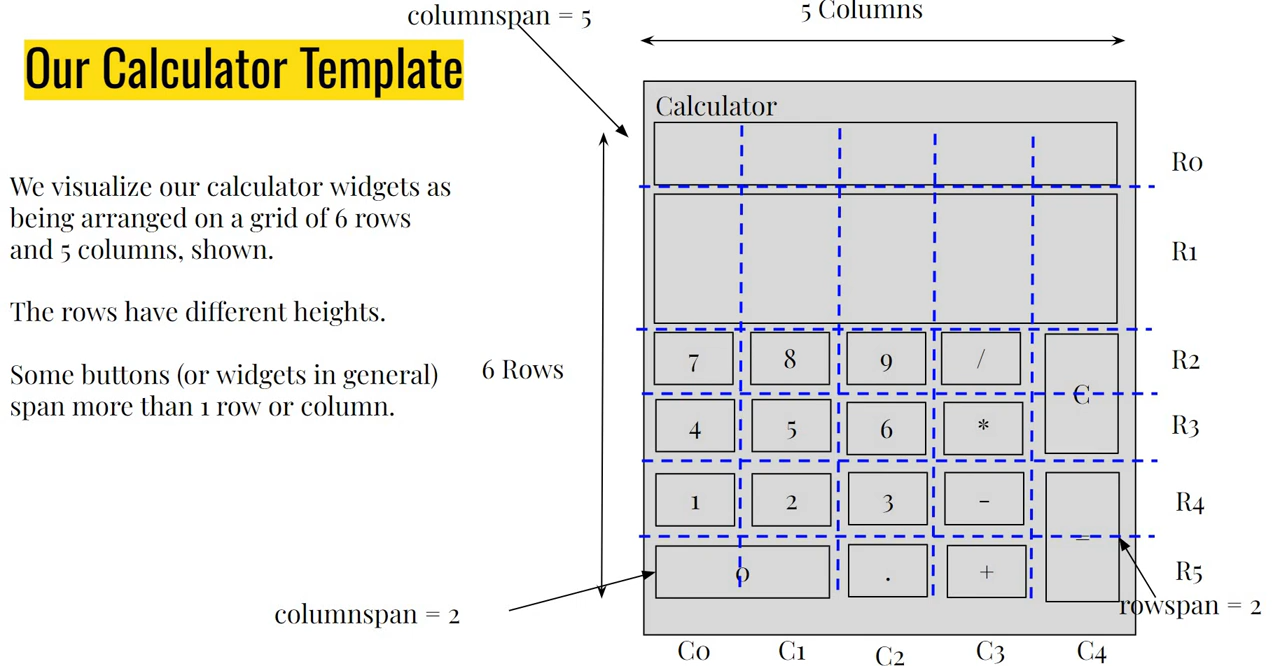 columnspan = 5
5 Columns
Our Calculator Template
Calculator
R0
We visualize our calculator widgets as
being arranged on a grid of 6 rows
and 5 columns, shown.
R1
The rows have different heights.
Some buttons (or widgets in general)
span more than 1 row or column.
6 Rows
7 8 9 / C R2
4 5 6 * R3
1 2 3 - = R4
0 . + R5
columnspan = 2
rowspan = 2
C0 C1 C2 C3 C4